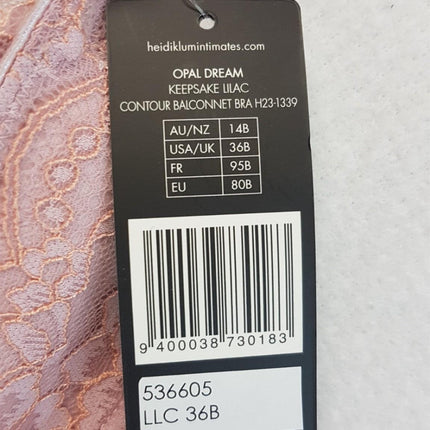 heidiklumintimates.com
OPAL DREAM
KEEPSAKE LILAC
CONTOUR BALCONNET BRA H23-1339
AU/NZ 14B
USA/UK 36B
FR 95B
EU 80B
9 400038 730183
536605
LLC 36B